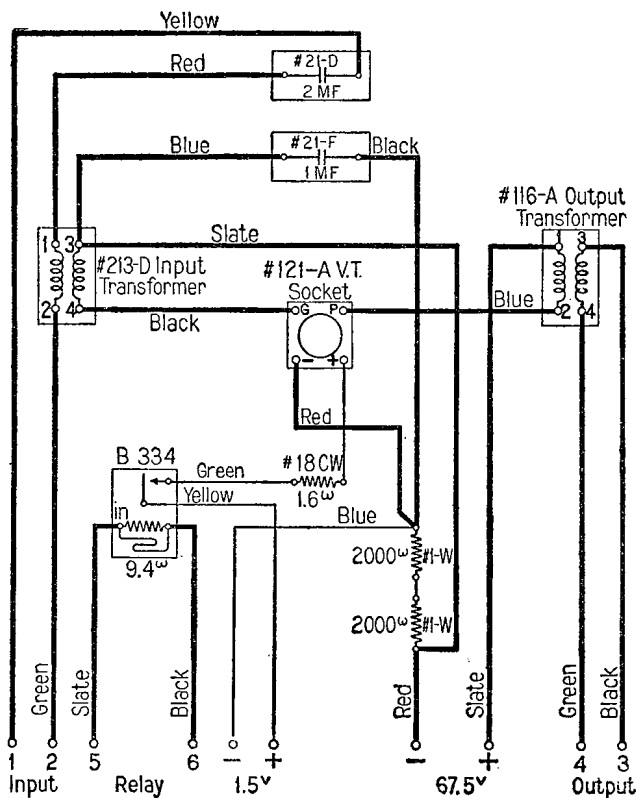 Yellow
Red
#21-D
2 MF
Blue
#21-F
1 MF
Black
#116-A Output
Transformer
Slate
1 3
#213-D Input
Transformer
2 4
#121-A V.T.
Socket
G P
- +
Black
Blue
1 3
2 4
Red
B 334
Green
#18CW
1.6ω
Yellow
in
9.4ω
Blue
2000ω #1-W
2000ω #1-W
Green
Slate
Black
Red
Slate
Green
Black
1 2 5 6 - + - + 4 3
Input Relay 1.5v 67.5v Output